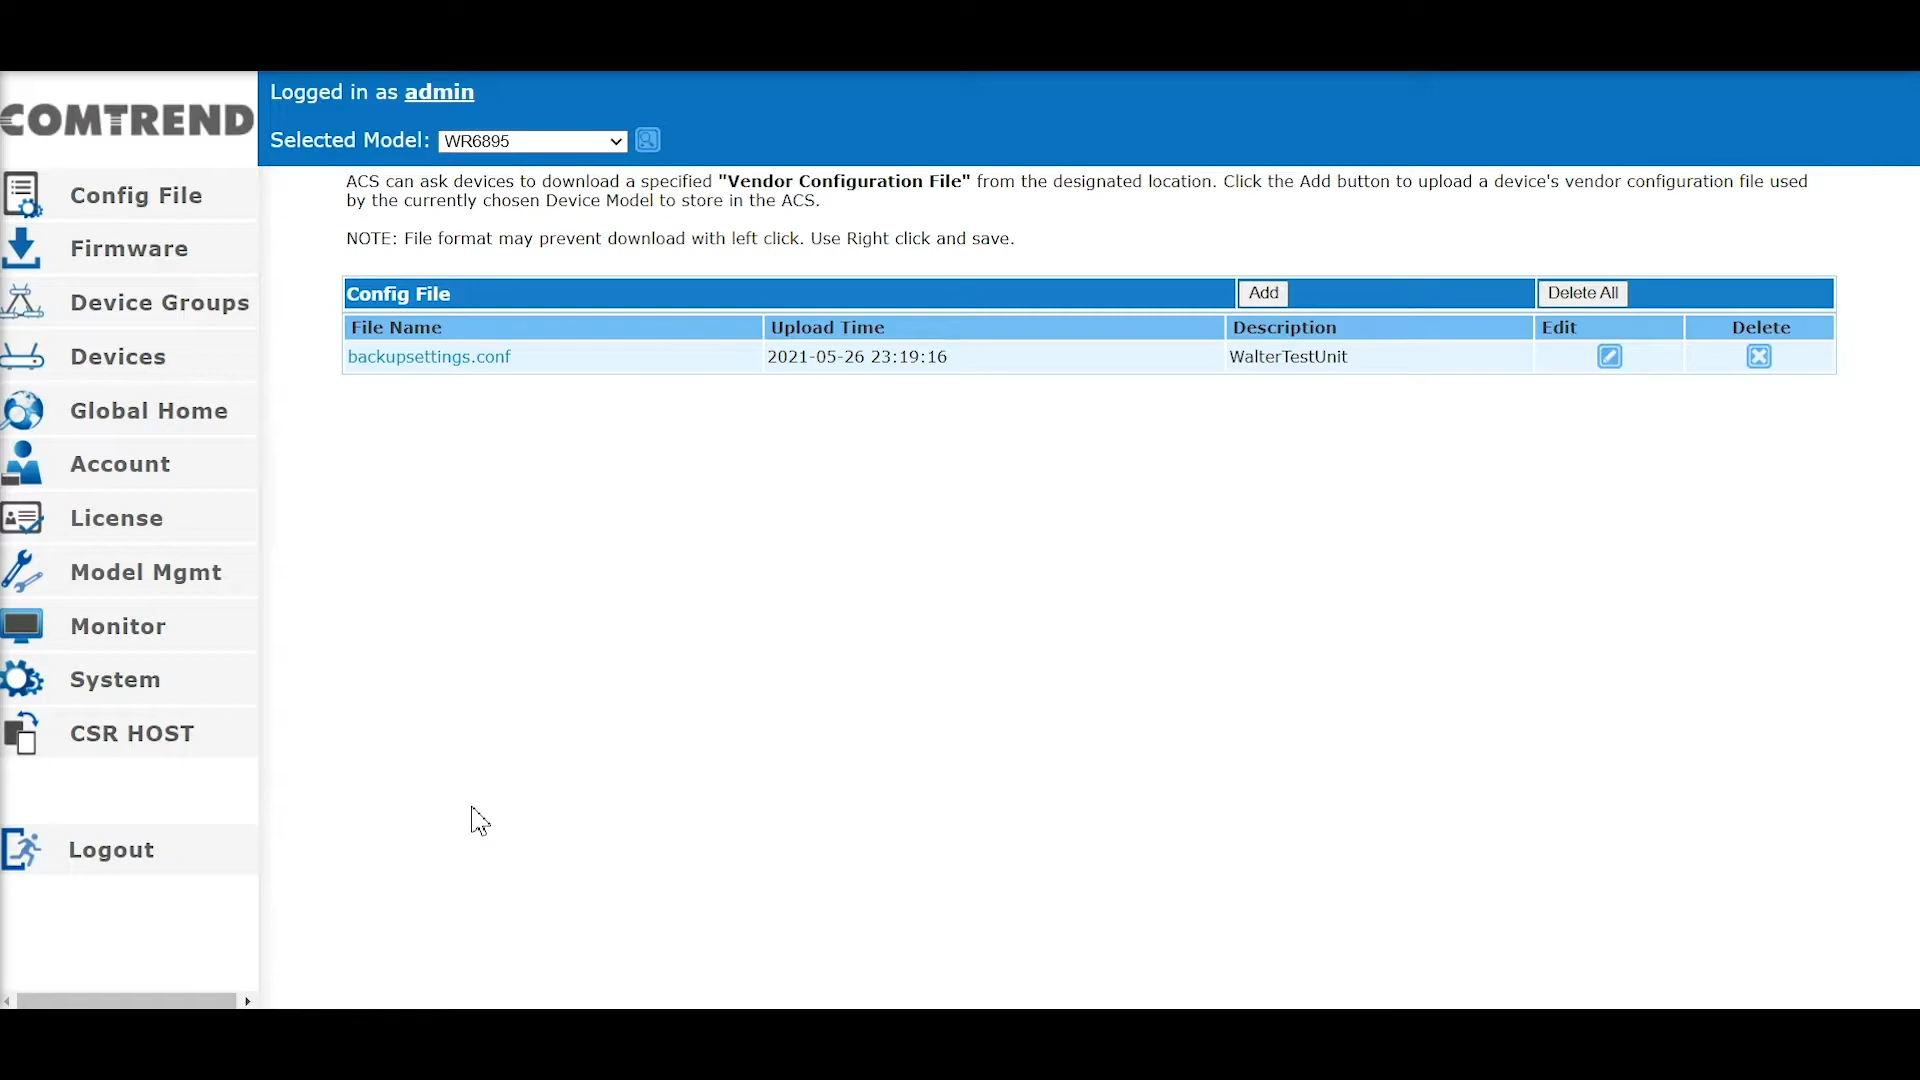 COMTREND
Logged in as admin
Selected Model: WR6895
Config File
Firmware
Device Groups
Devices
Global Home
Account
License
Model Mgmt
Monitor
System
CSR HOST
Logout
ACS can ask devices to download a specified "Vendor Configuration File" from the designated location. Click the Add button to upload a device's vendor configuration file used
by the currently chosen Device Model to store in the ACS.
NOTE: File format may prevent download with left click. Use Right click and save.
Config File Add Delete All
File Name Upload Time Description Edit Delete
backupsettings.conf 2021-05-26 23:19:16 WalterTestUnit